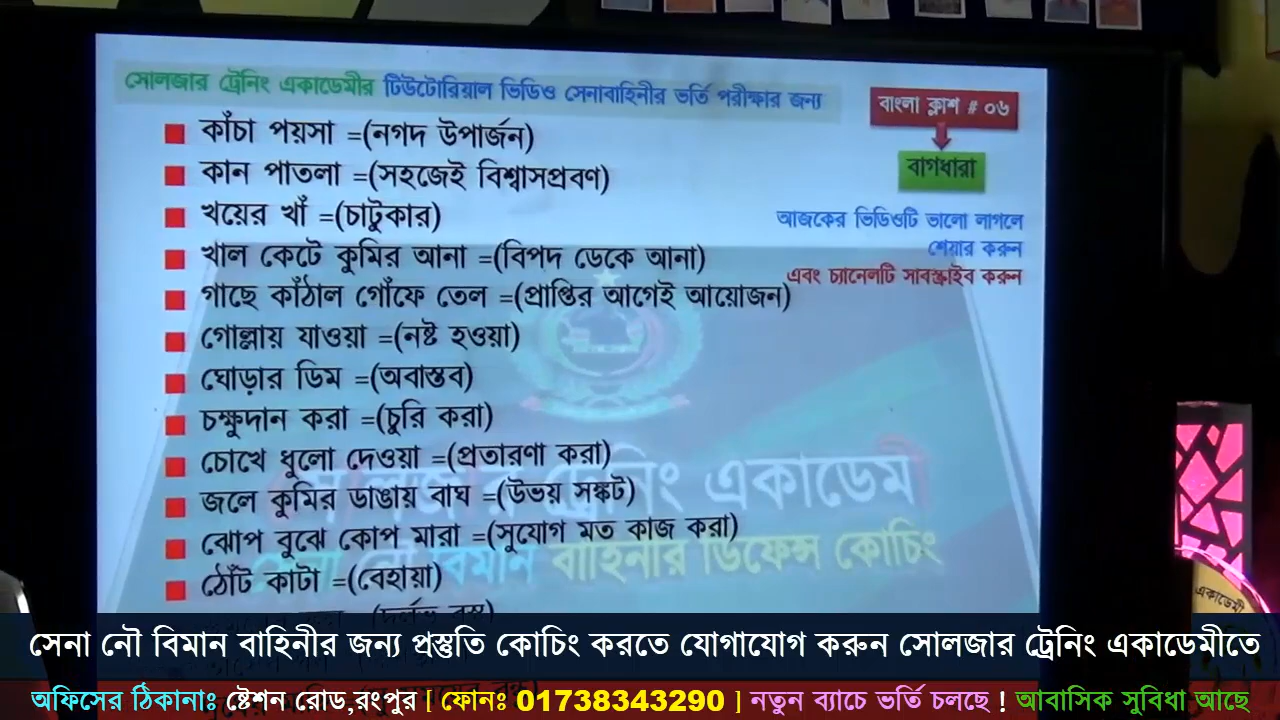 সোলজার ট্রেনিং একাডেমীর টিউটোরিয়াল ভিডিও সেনাবাহিনীর ভর্তি পরীক্ষার জন্য
বাংলা ক্লাশ # ০৬
বাগধারা
আজকের ভিডিওটি ভালো লাগলে
শেয়ার করুন
এবং চ্যানেলটি সাবস্ক্রাইব করুন
কাঁচা পয়সা =(নগদ উপার্জন)
কান পাতলা =(সহজেই বিশ্বাসপ্রবণ)
খয়ের খাঁ =(চাটুকার)
খাল কেটে কুমির আনা =(বিপদ ডেকে আনা)
গাছে কাঁঠাল গোঁফে তেল =(প্রাপ্তির আগেই আয়োজন)
গোল্লায় যাওয়া =(নষ্ট হওয়া)
ঘোড়ার ডিম =(অবাস্তব)
চক্ষুদান করা =(চুরি করা)
চোখে ধুলো দেওয়া =(প্রতারণা করা)
জলে কুমির ডাঙায় বাঘ =(উভয় সঙ্কট)
ঝোপ বুঝে কোপ মারা =(সুযোগ মত কাজ করা)
ঠোঁট কাটা =(বেহায়া)
ট্রেনিং একাডেমী
সেনা নৌ বিমান বাহিনীর ডিফেন্স কোচিং
একাডেমী
সেনা নৌ বিমান বাহিনীর জন্য প্রস্তুতি কোচিং করতে যোগাযোগ করুন সোলজার ট্রেনিং একাডেমীতে
অফিসের ঠিকানাঃ ষ্টেশন রোড,রংপুর । ফোনঃ 01738343290 ] নতুন ব্যাচে ভর্তি চলছে ! আবাসিক সুবিধা আছে